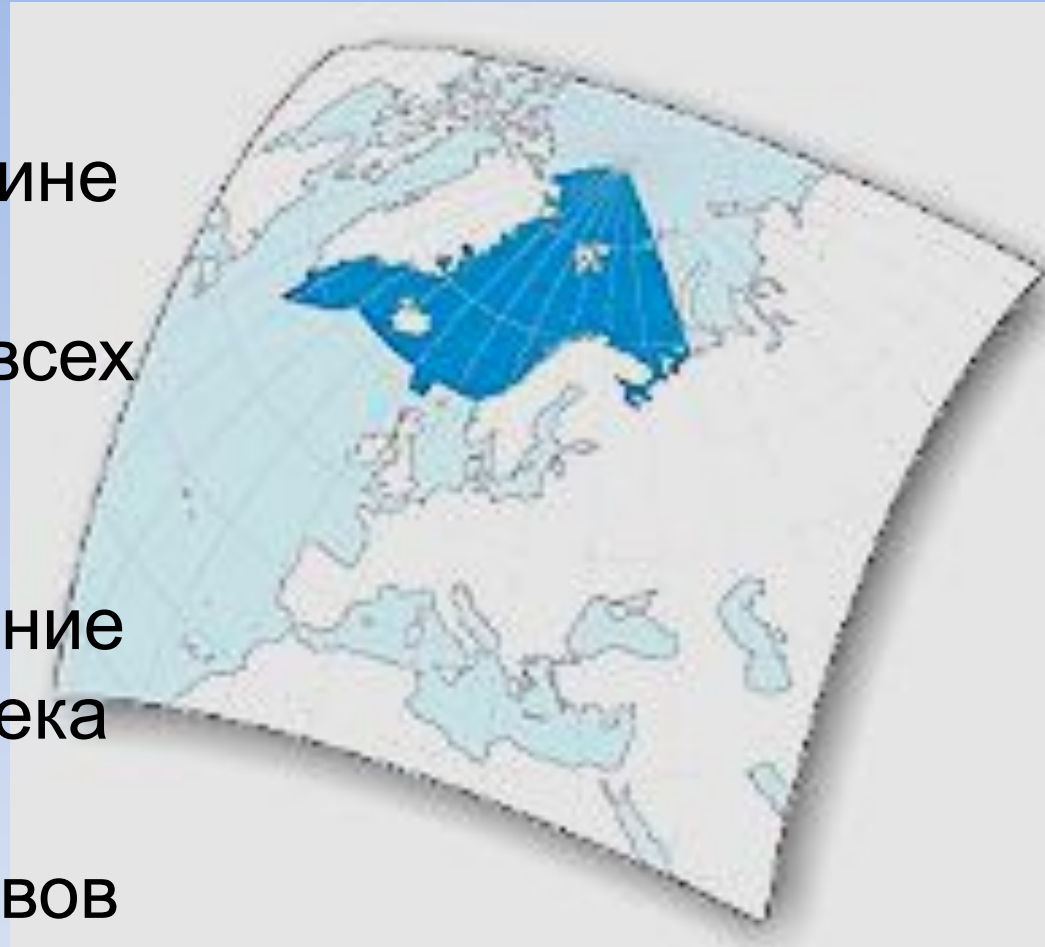 ине
всех
ние
ека
вов